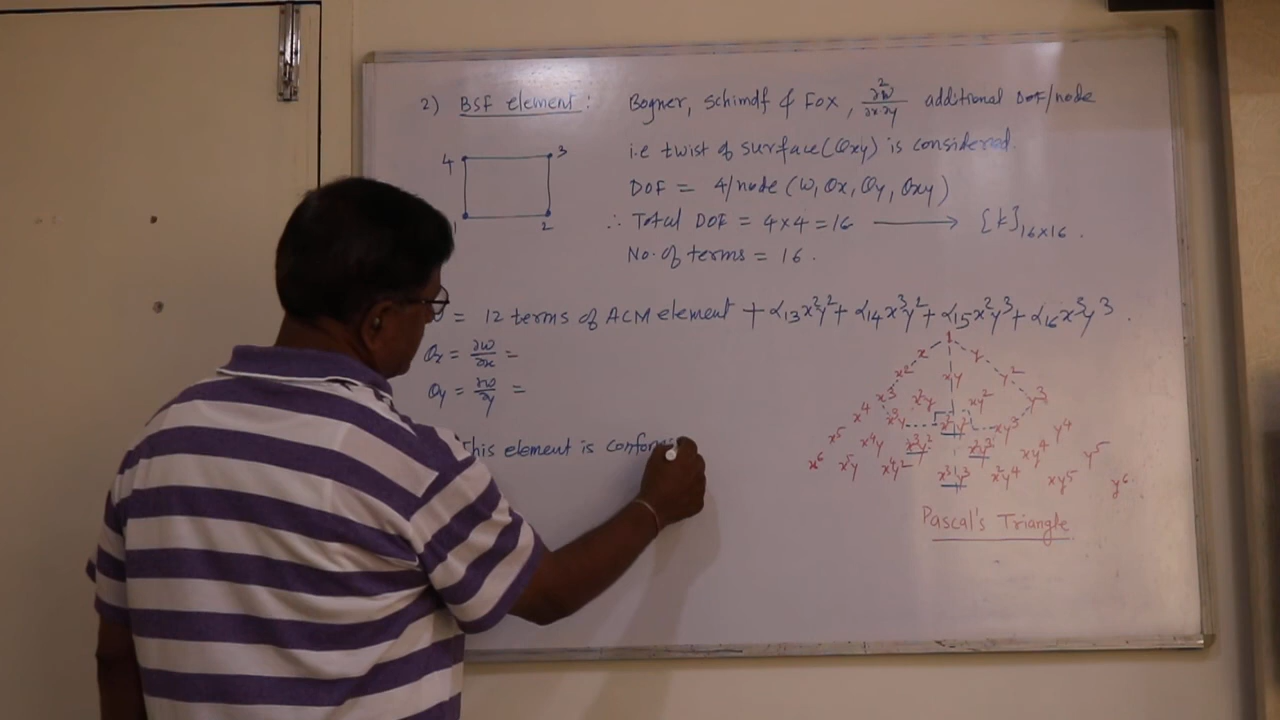 2) BSF element: Bogner, Schimdf & Fox, ∂²w/∂x∂y additional DOF/node
i.e twist of surface (θxy) is considered.
DOF = 4/node (w, θx, θy, θxy)
∴ Total DOF = 4×4 = 16 → [k]16×16.
No. of terms = 16.
4 3
1 2
= 12 terms of ACM element + α13x²y² + α14x³y² + α15x²y³ + α16x³y³.
θx = ∂w/∂x =
θy = ∂w/∂y =
This element is
1
x y
x² xy y²
x³ x²y xy² y³
x⁴ x³y x²y² xy³ y⁴
x⁵ x⁴y x³y² x²y³ xy⁴ y⁵
x⁶ x⁵y x⁴y² x³y³ x²y⁴ xy⁵ y⁶
Pascal's Triangle